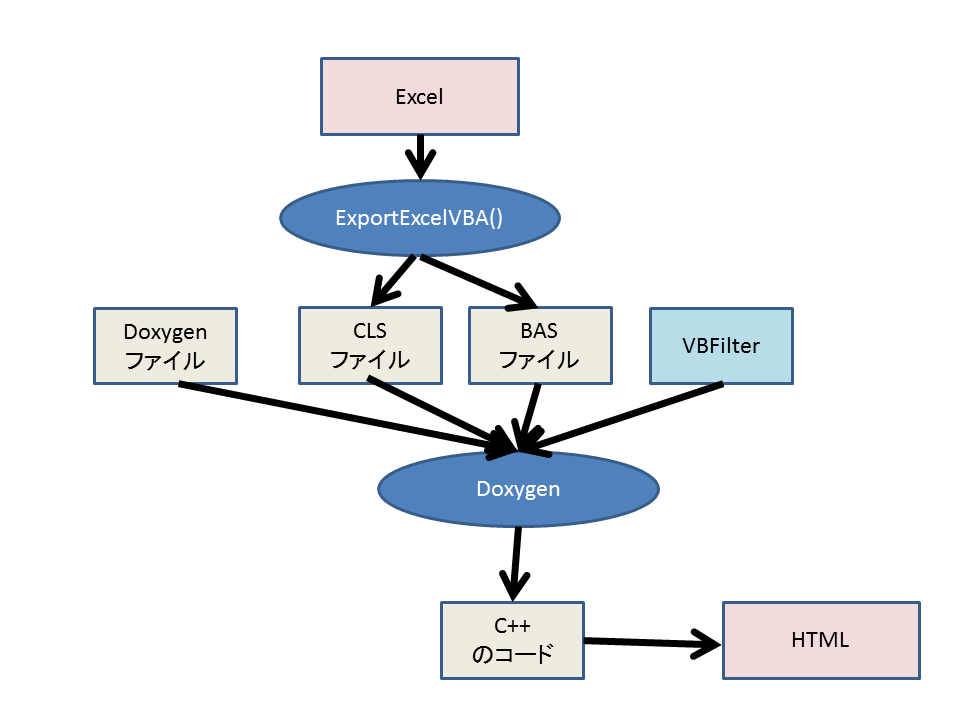 Excel
ExportExcelVBA()
Doxygen
ファイル
CLS
ファイル
BAS
ファイル
VBFilter
Doxygen
C++
のコード
HTML